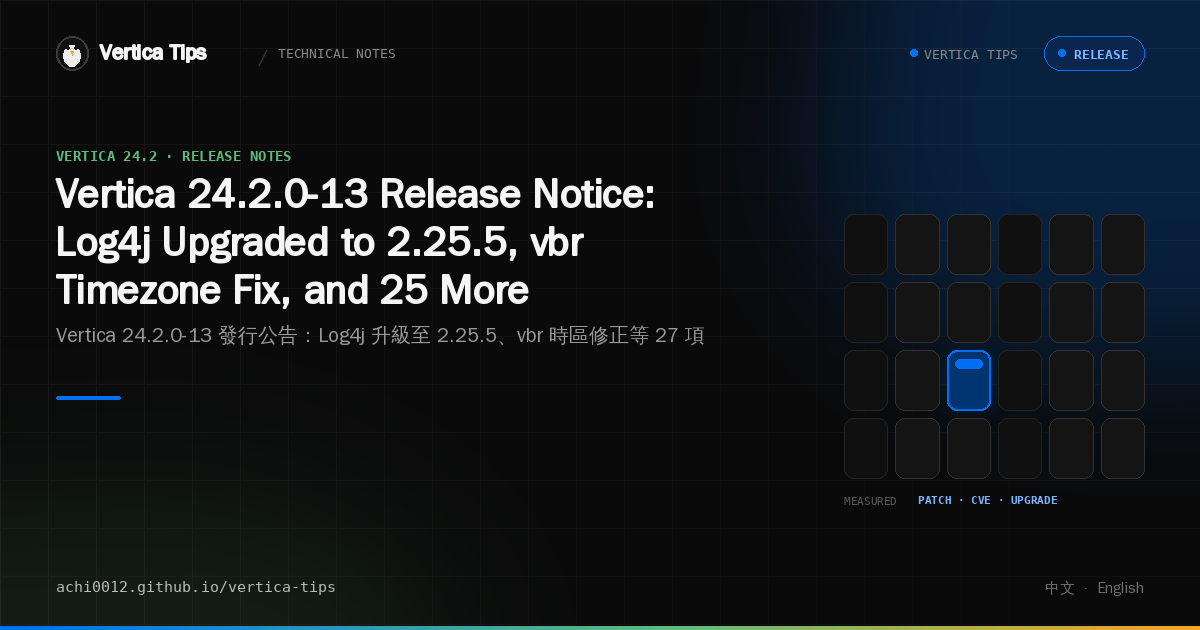 Vertica Tips
/ TECHNICAL NOTES
VERTICA TIPS
RELEASE
VERTICA 24.2 · RELEASE NOTES
Vertica 24.2.0-13 Release Notice:
Log4j Upgraded to 2.25.5, vbr
Timezone Fix, and 25 More
Vertica 24.2.0-13 發行公告：Log4j 升級至 2.25.5、vbr 時區修正等 27 項
MEASURED
PATCH · CVE · UPGRADE
achi0012.github.io/vertica-tips
中文 · English